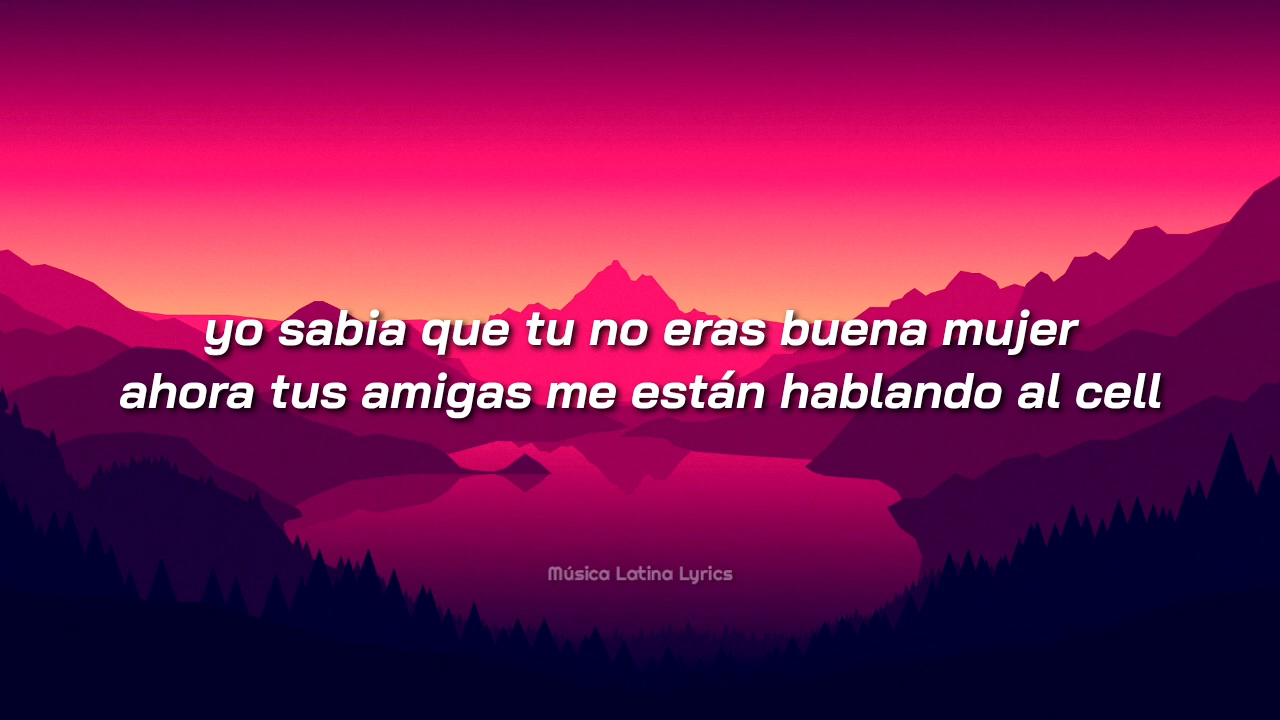 yo sabia que tu no eras buena mujer
ahora tus amigas me están hablando al cell
Música Latina Lyrics